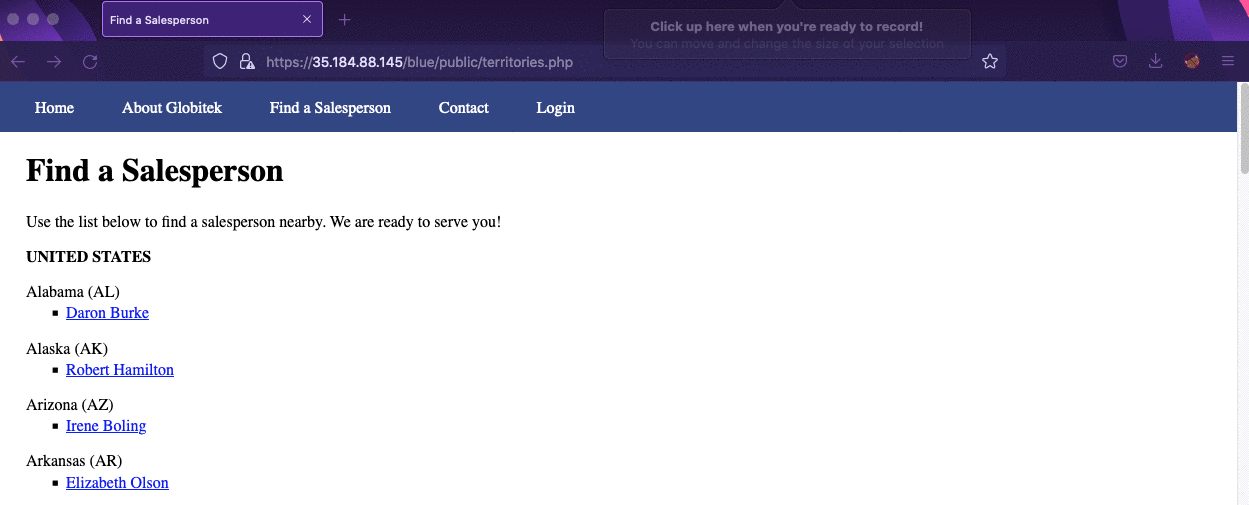 Find a Salesperson
Click up here when you're ready to record!
You can move and change the size of your selection
https://35.184.88.145/blue/public/territories.php
Home About Globitek Find a Salesperson Contact Login
Find a Salesperson
Use the list below to find a salesperson nearby. We are ready to serve you!
UNITED STATES
Alabama (AL)
Daron Burke
Alaska (AK)
Robert Hamilton
Arizona (AZ)
Irene Boling
Arkansas (AR)
Elizabeth Olson